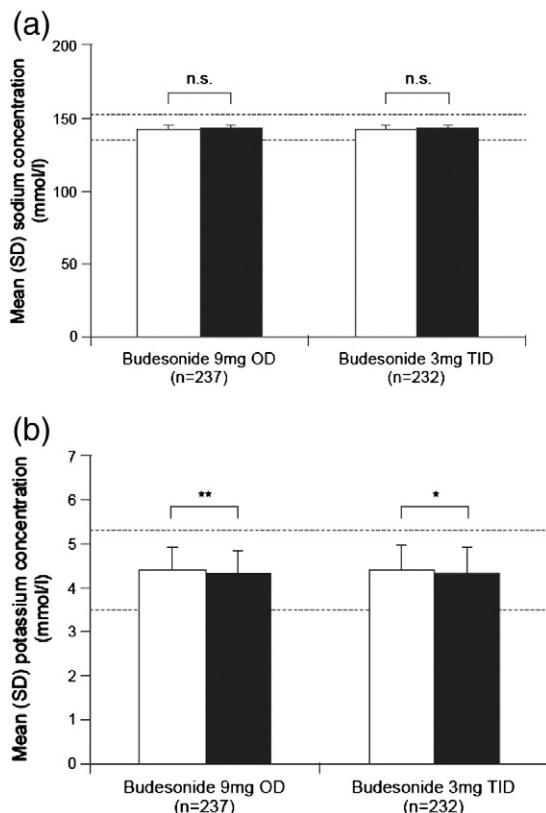 (a)
Mean (SD) sodium concentration
(mmol/l)
200
150
100
50
0
n.s.
n.s.
Budesonide 9mg OD
(n=237)
Budesonide 3mg TID
(n=232)
(b)
Mean (SD) potassium concentration
(mmol/l)
7
6
5
4
3
2
1
0
**
*
Budesonide 9mg OD
(n=237)
Budesonide 3mg TID
(n=232)